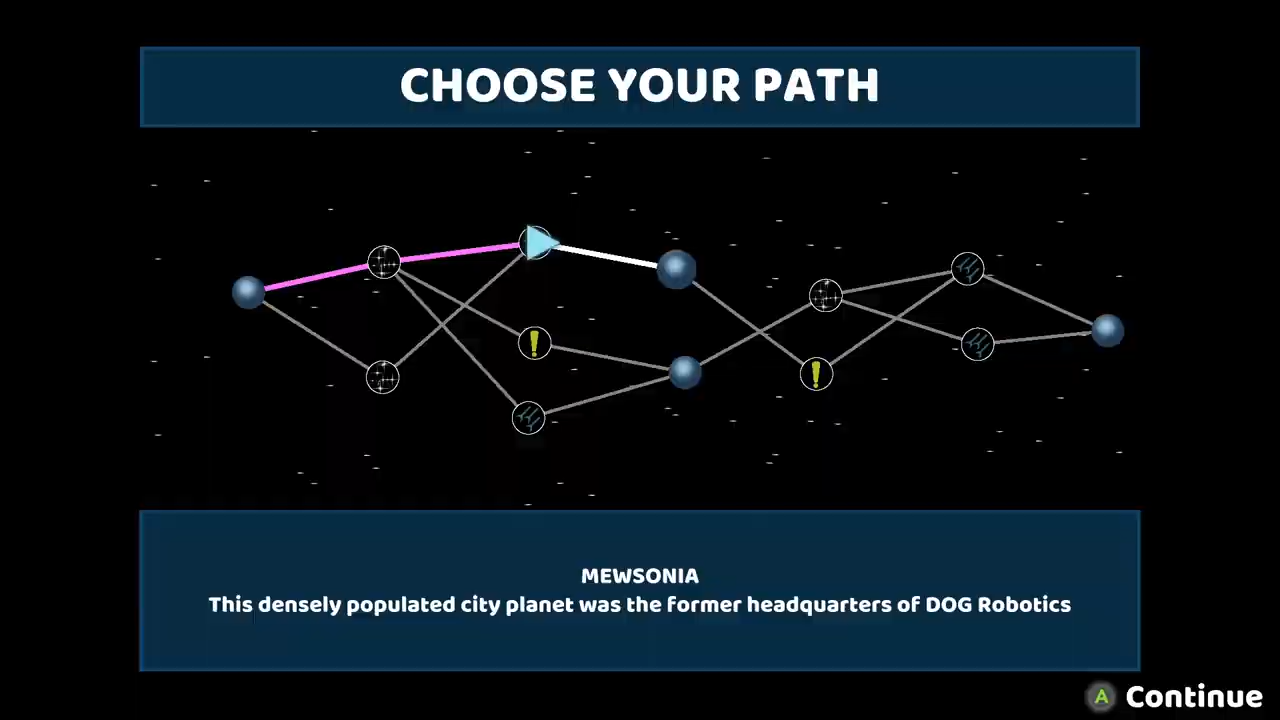 CHOOSE YOUR PATH
!
!
MEWSONIA
This densely populated city planet was the former headquarters of DOG Robotics
A Continue